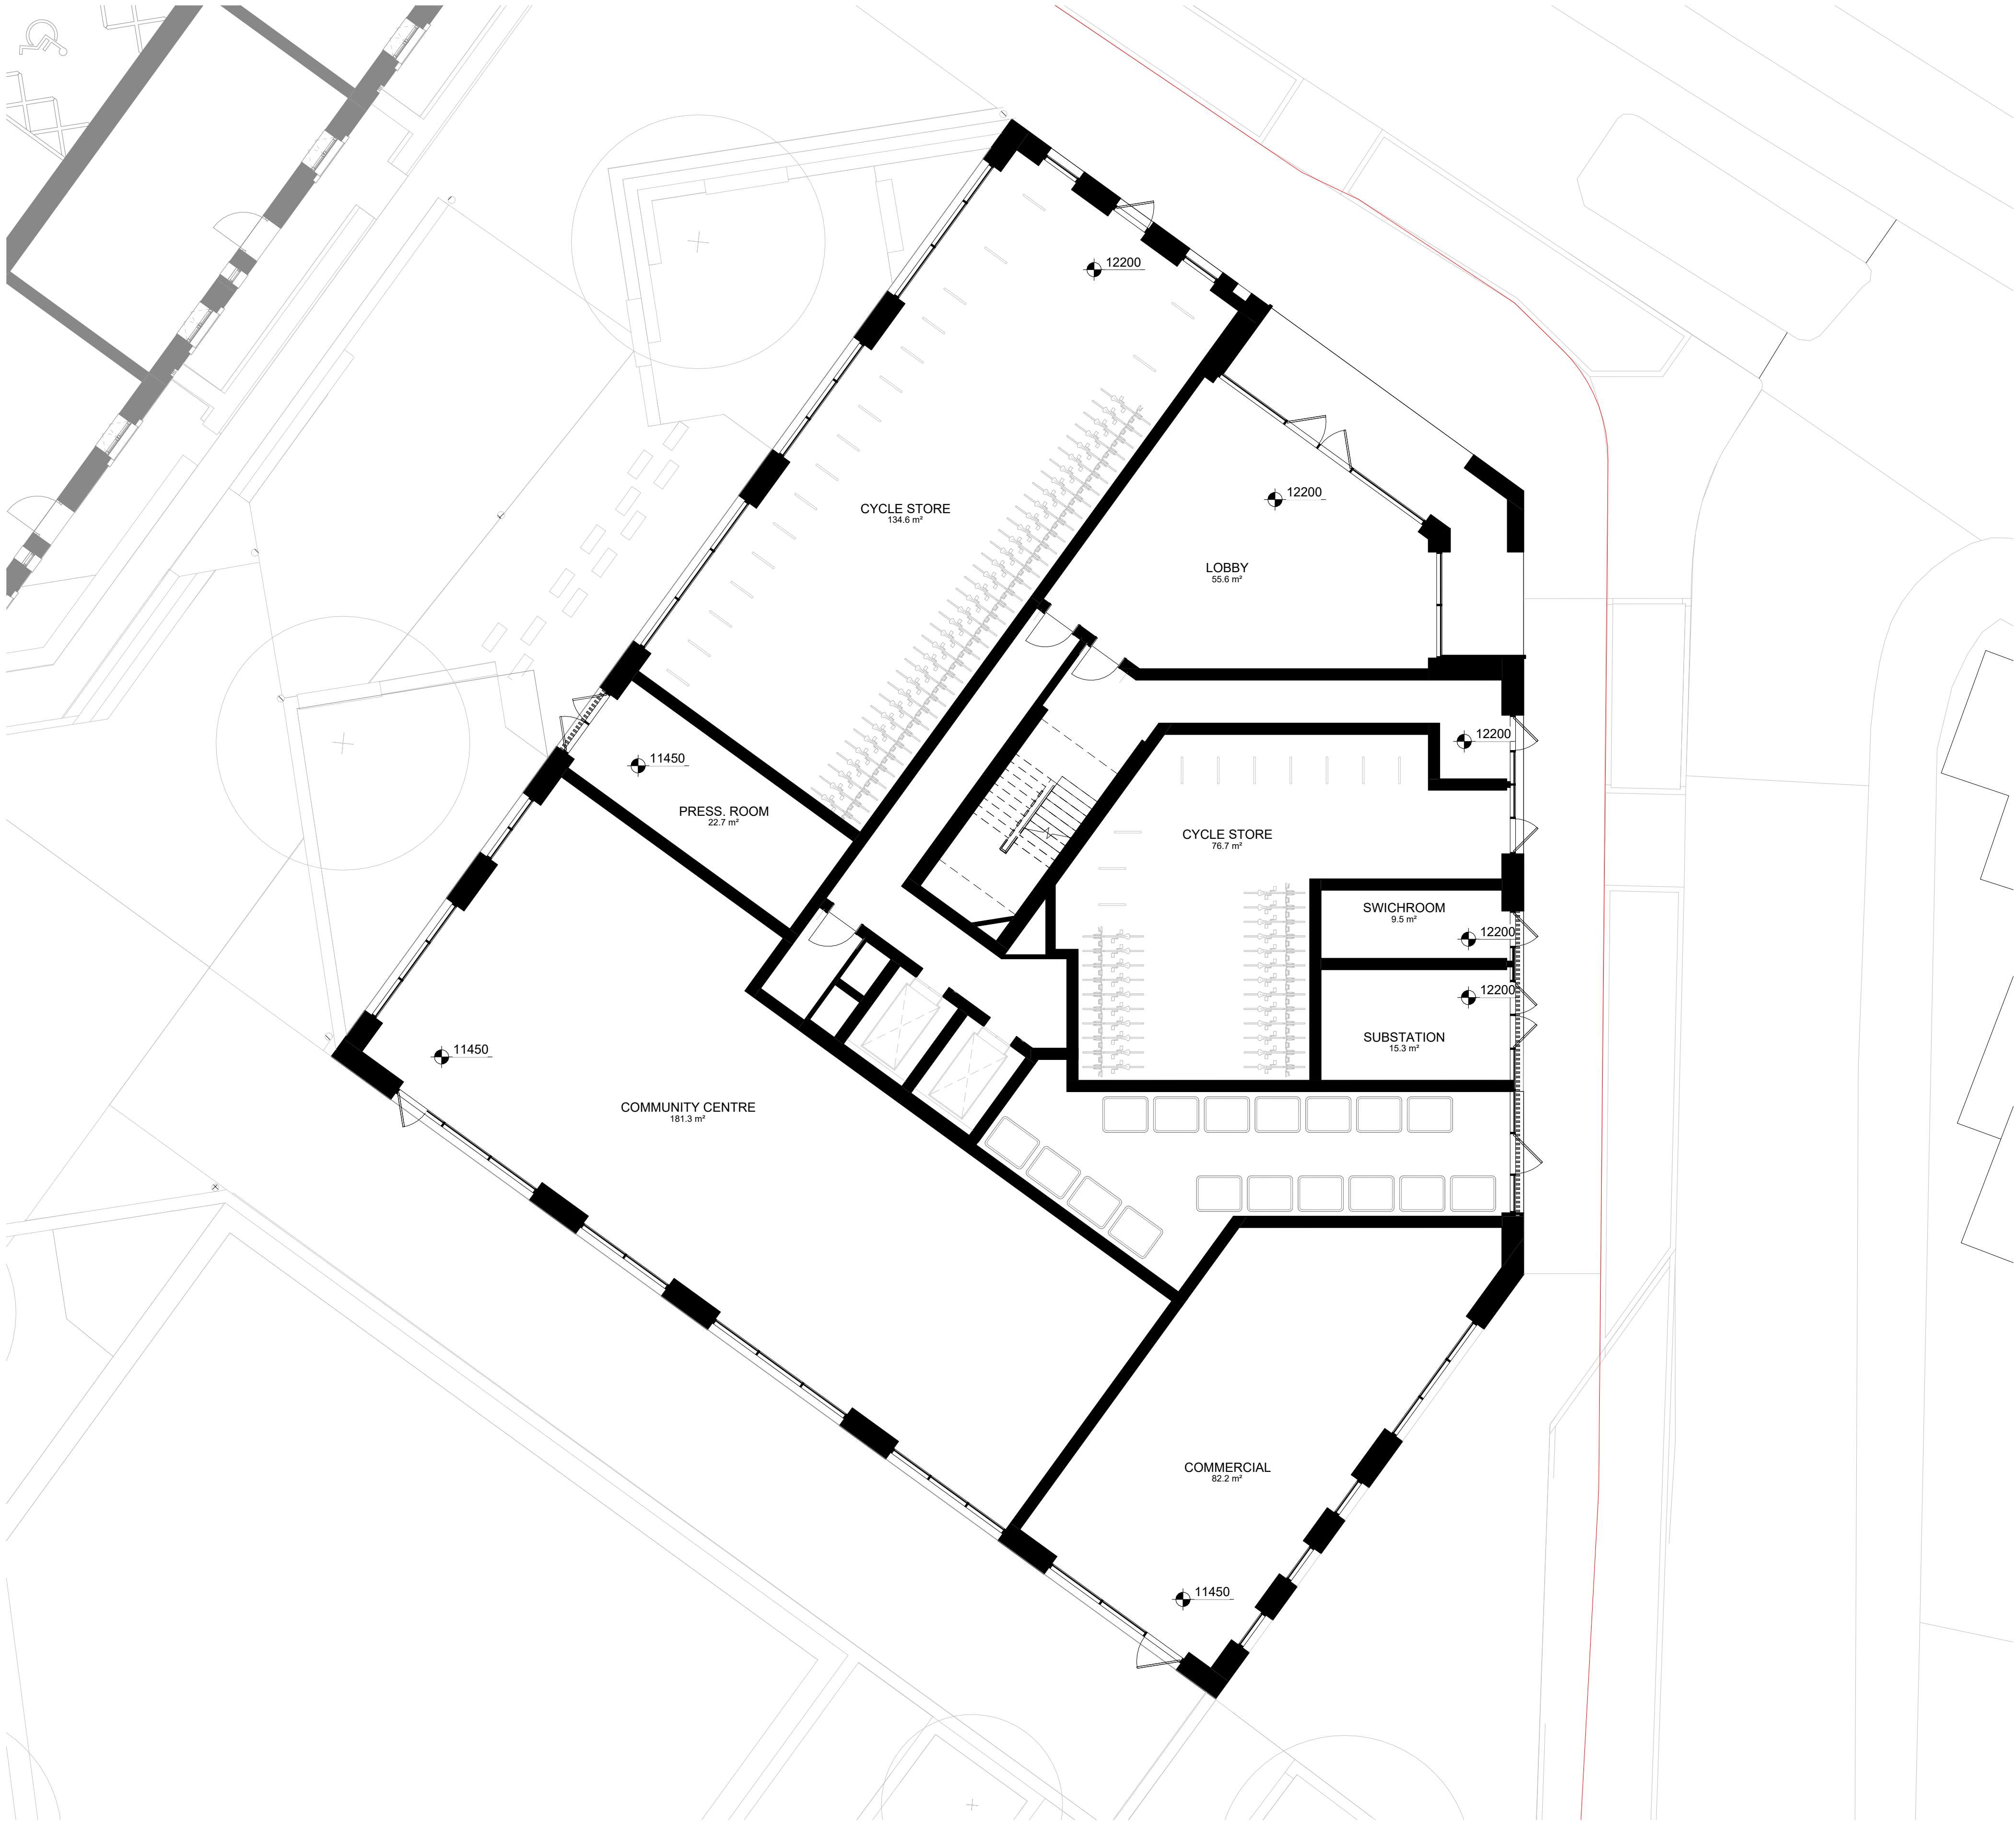 12200
CYCLE STORE
134.6 m²
12200
LOBBY
55.6 m²
12200
11450
PRESS. ROOM
22.7 m²
CYCLE STORE
76.7 m²
SWICHROOM
9.5 m²
12200
12200
SUBSTATION
15.3 m²
11450
COMMUNITY CENTRE
181.3 m²
COMMERCIAL
82.2 m²
11450